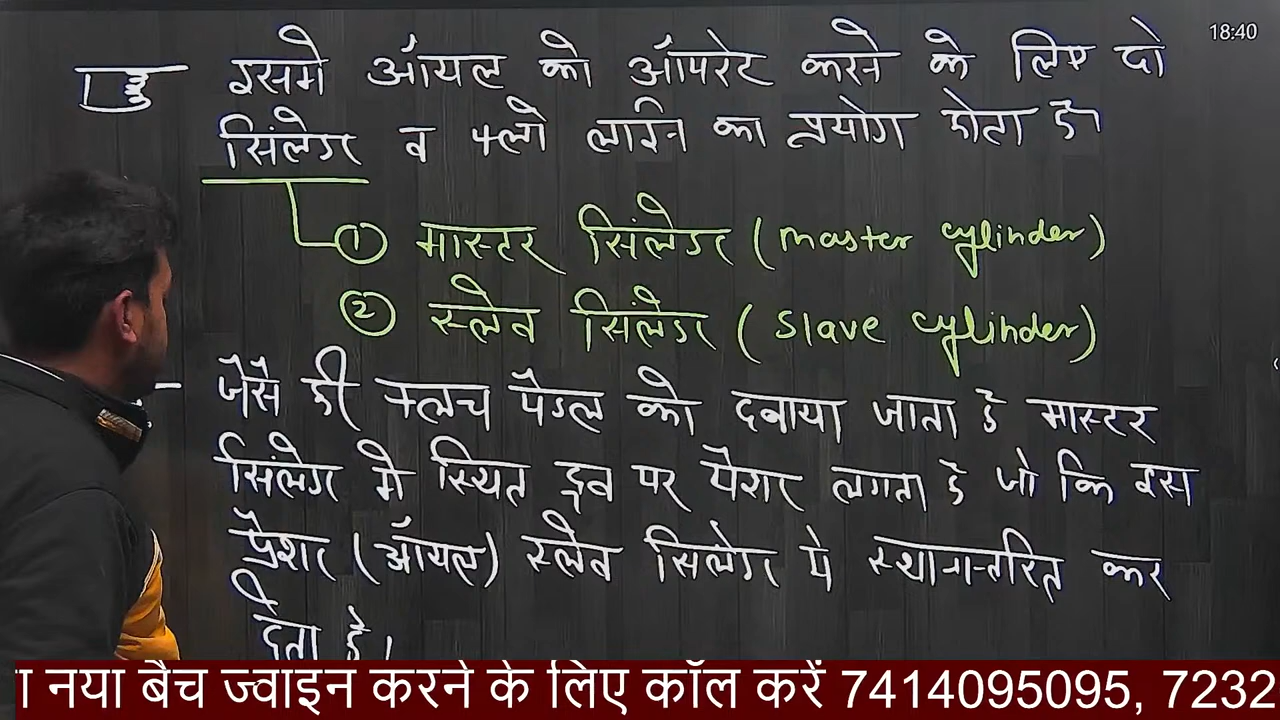 18:40
इसमे ऑयल को ऑपरेट करने के लिए दो
सिंलेण्डर व फ्लो लाईन का प्रयोग होता है।
① मास्टर सिंलेण्डर (master cylinder)
② स्लेव सिंलेण्डर (slave cylinder)
- जैसे ही क्लच पैडल को दबाया जाता है मास्टर
सिंलेण्डर में स्थित द्रव पर प्रेशर लगता है जो कि इस
प्रेशर (ऑयल) स्लेव सिलेण्डर मे स्थानान्तरित कर
देता है।
नया बैच ज्वाइन करने के लिए कॉल करें 7414095095, 7232